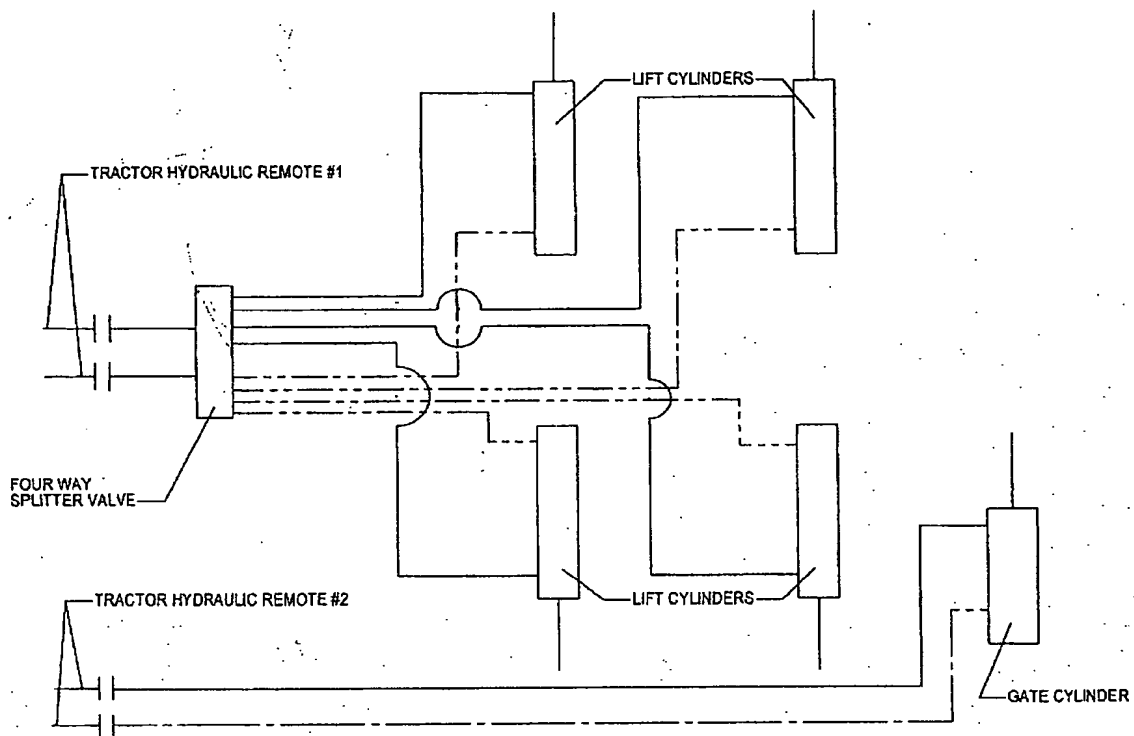 LIFT CYLINDERS
TRACTOR HYDRAULIC REMOTE #1
FOUR WAY
SPLITTER VALVE
TRACTOR HYDRAULIC REMOTE #2
LIFT CYLINDERS
GATE CYLINDER